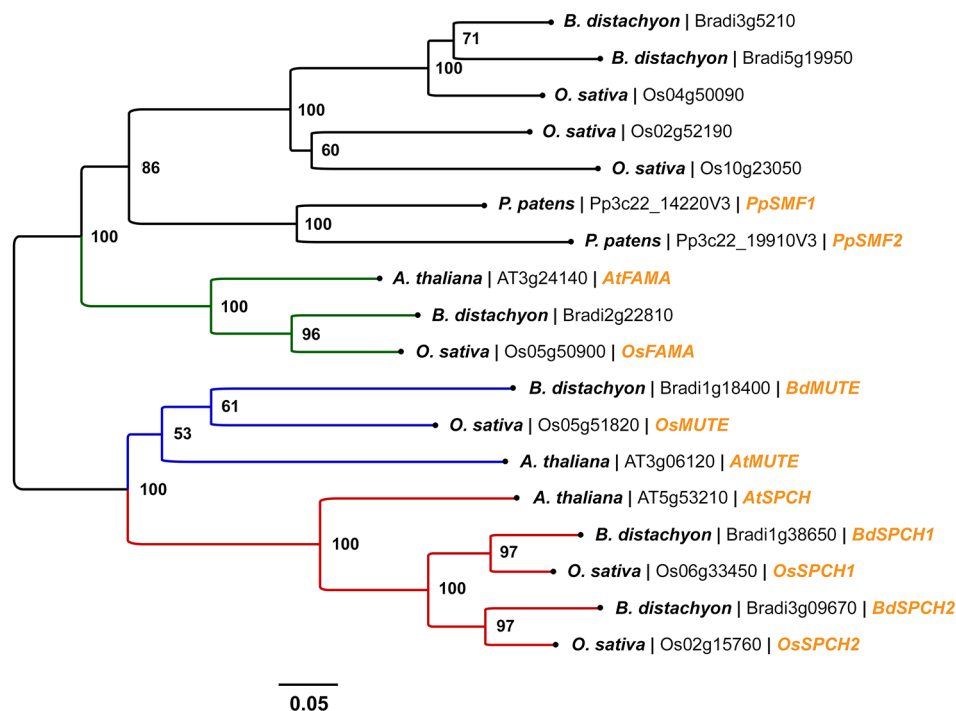 B. distachyon | Bradi3g5210
71
B. distachyon | Bradi5g19950
100
O. sativa | Os04g50090
100
O. sativa | Os02g52190
60
O. sativa | Os10g23050
86
P. patens | Pp3c22_14220V3 | PpSMF1
100
P. patens | Pp3c22_19910V3 | PpSMF2
100
A. thaliana | AT3g24140 | AtFAMA
100
B. distachyon | Bradi2g22810
96
O. sativa | Os05g50900 | OsFAMA
B. distachyon | Bradi1g18400 | BdMUTE
61
O. sativa | Os05g51820 | OsMUTE
53
A. thaliana | AT3g06120 | AtMUTE
100
A. thaliana | AT5g53210 | AtSPCH
100
B. distachyon | Bradi1g38650 | BdSPCH1
97
O. sativa | Os06g33450 | OsSPCH1
100
B. distachyon | Bradi3g09670 | BdSPCH2
97
O. sativa | Os02g15760 | OsSPCH2
0.05